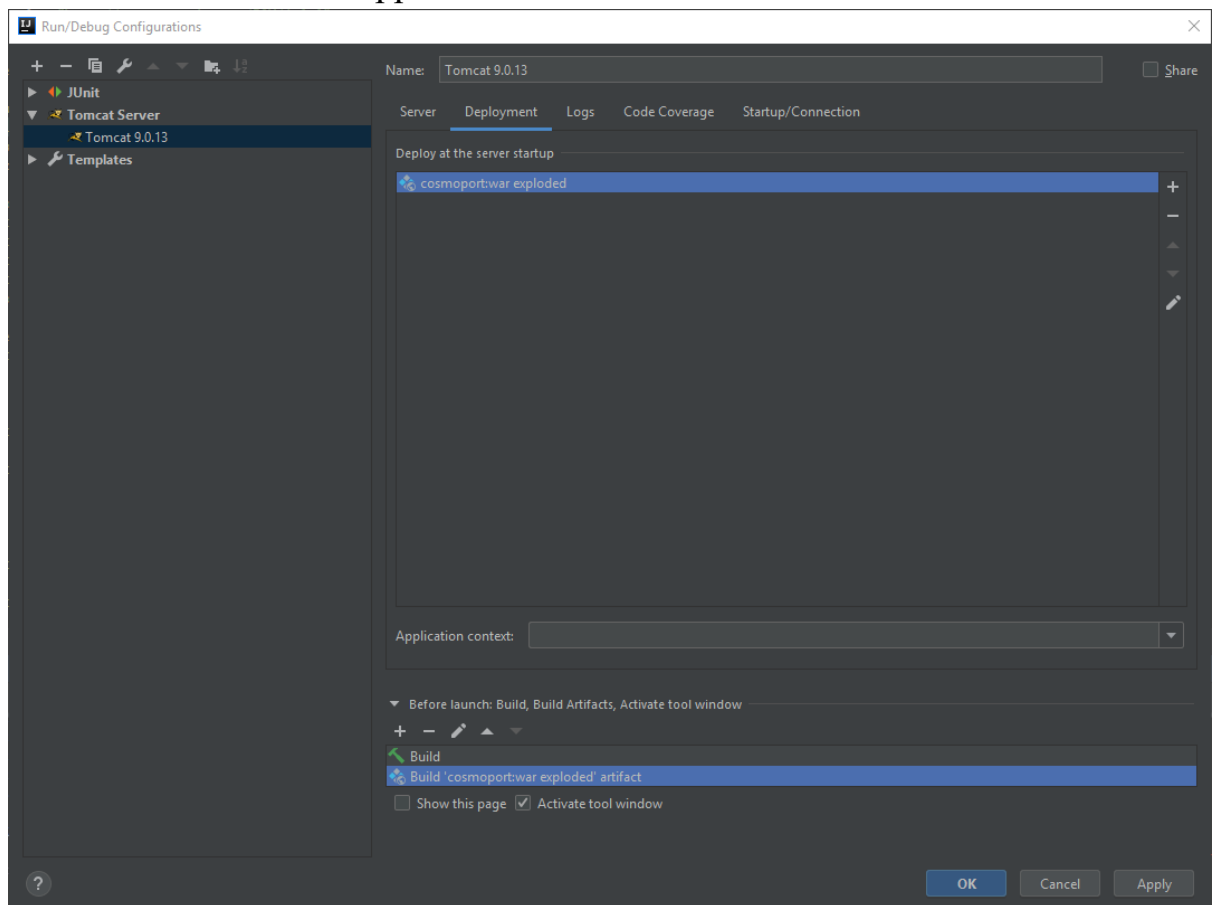 App
Run/Debug Configurations
Name: Tomcat 9.0.13
Share
JUnit
Tomcat Server
Tomcat 9.0.13
Templates
Server Deployment Logs Code Coverage Startup/Connection
Deploy at the server startup
cosmoport:war exploded
Application context:
Before launch: Build, Build Artifacts, Activate tool window
Build
Build 'cosmoport:war exploded' artifact
Show this page Activate tool window
?
OK Cancel Apply